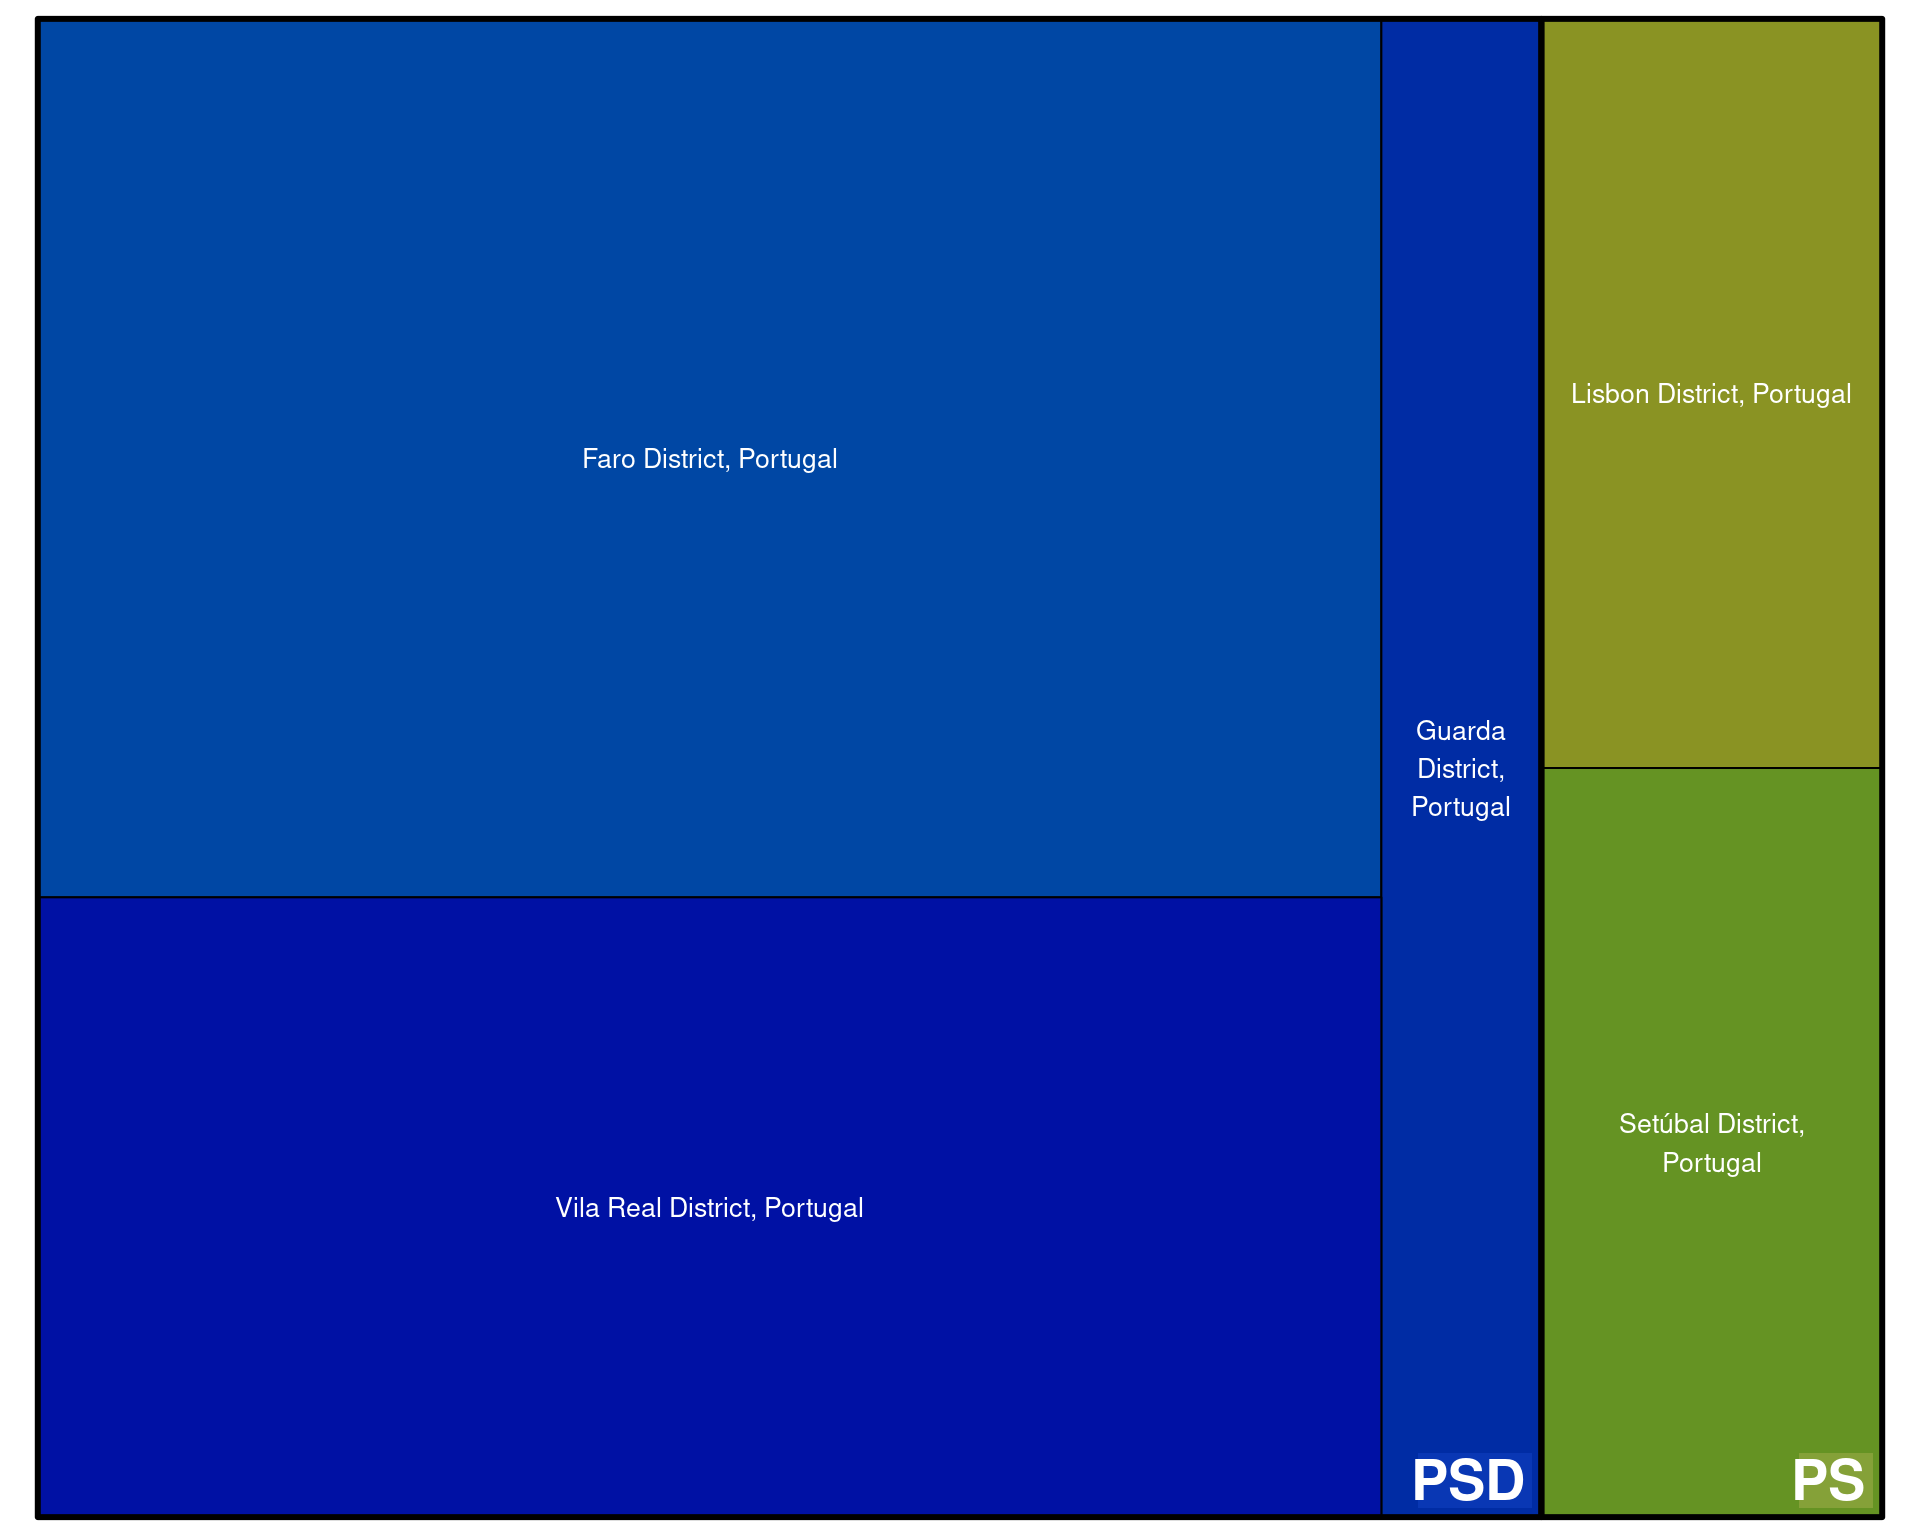 Faro District, Portugal
Vila Real District, Portugal
Guarda
District,
Portugal
PSD
Lisbon District, Portugal
Setúbal District,
Portugal
PS